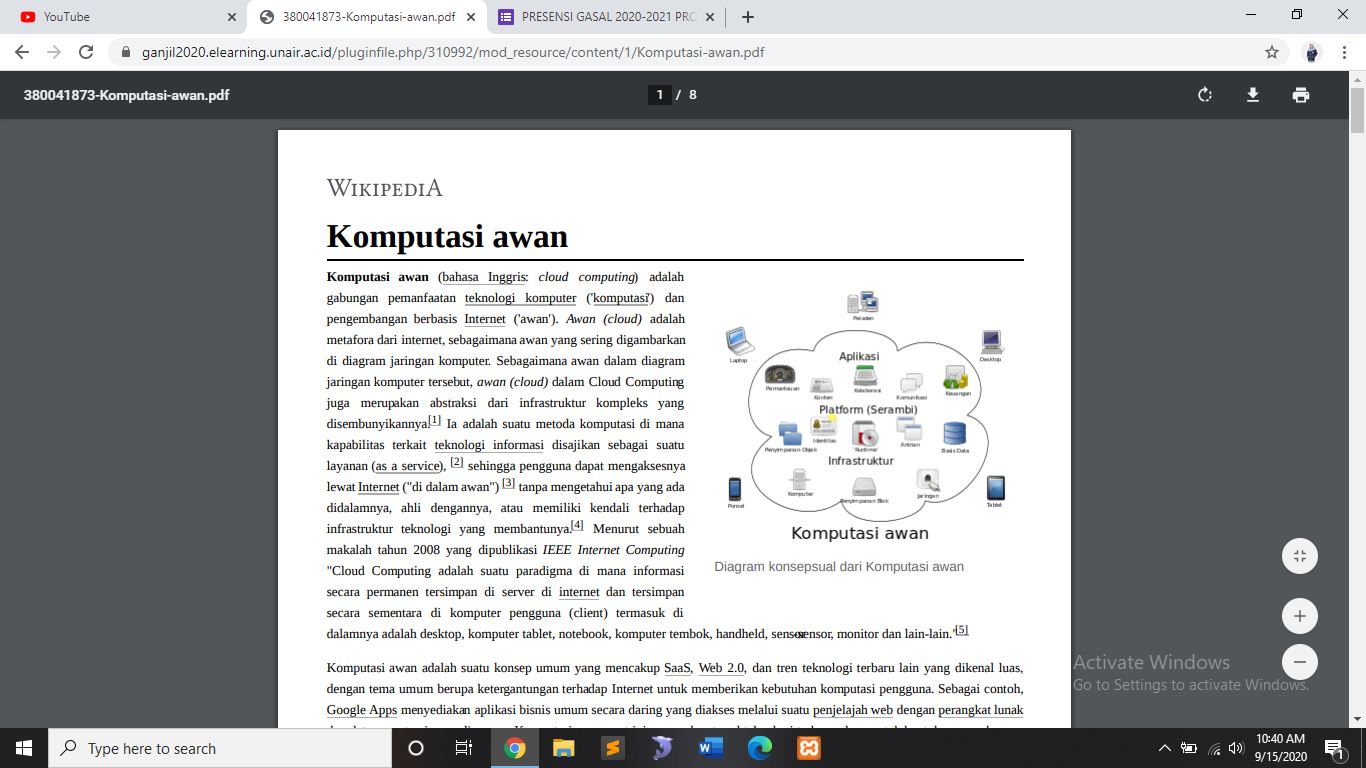 YouTube
380041873-Komputasi-awan.pdf
PRESENSI GASAL 2020-2021 PRO
ganjil2020.elearning.unair.ac.id/pluginfile.php/310992/mod_resource/content/1/Komputasi-awan.pdf
380041873-Komputasi-awan.pdf
1 / 8
WIKIPEDIA
Komputasi awan
Komputasi awan (bahasa Inggris: cloud computing) adalah
gabungan pemanfaatan teknologi komputer ('komputasi') dan
pengembangan berbasis Internet ('awan'). Awan (cloud) adalah
metafora dari internet, sebagaimana awan yang sering digambarkan
di diagram jaringan komputer. Sebagaimana awan dalam diagram
jaringan komputer tersebut, awan (cloud) dalam Cloud Computing
juga merupakan abstraksi dari infrastruktur kompleks yang
disembunyikannya.[1] Ia adalah suatu metoda komputasi di mana
kapabilitas terkait teknologi informasi disajikan sebagai suatu
layanan (as a service), [2] sehingga pengguna dapat mengaksesnya
lewat Internet ("di dalam awan") [3] tanpa mengetahui apa yang ada
didalamnya, ahli dengannya, atau memiliki kendali terhadap
infrastruktur teknologi yang membantunya.[4] Menurut sebuah
makalah tahun 2008 yang dipublikasi IEEE Internet Computing
"Cloud Computing adalah suatu paradigma di mana informasi
secara permanen tersimpan di server di internet dan tersimpan
secara sementara di komputer pengguna (client) termasuk di
dalamnya adalah desktop, komputer tablet, notebook, komputer tembok, handheld, sensor-sensor, monitor dan lain-lain."[5]
Peladen
Laptop
Desktop
Aplikasi
Pemantauan
Konten
Kolaborasi
Komunikasi
Keuangan
Platform (Serambi)
Penyimpanan Objek
Identitas
"Runtime"
Antrian
Basis Data
Infrastruktur
Komputer
Penyimpanan Blok
Jaringan
Ponsel
Tablet
Komputasi awan
Diagram konsepsual dari Komputasi awan
Komputasi awan adalah suatu konsep umum yang mencakup SaaS, Web 2.0, dan tren teknologi terbaru lain yang dikenal luas,
dengan tema umum berupa ketergantungan terhadap Internet untuk memberikan kebutuhan komputasi pengguna. Sebagai contoh,
Google Apps menyediakan aplikasi bisnis umum secara daring yang diakses melalui suatu penjelajah web dengan perangkat lunak
Activate Windows
Go to Settings to activate Windows.
Type here to search
10:40 AM
9/15/2020
1